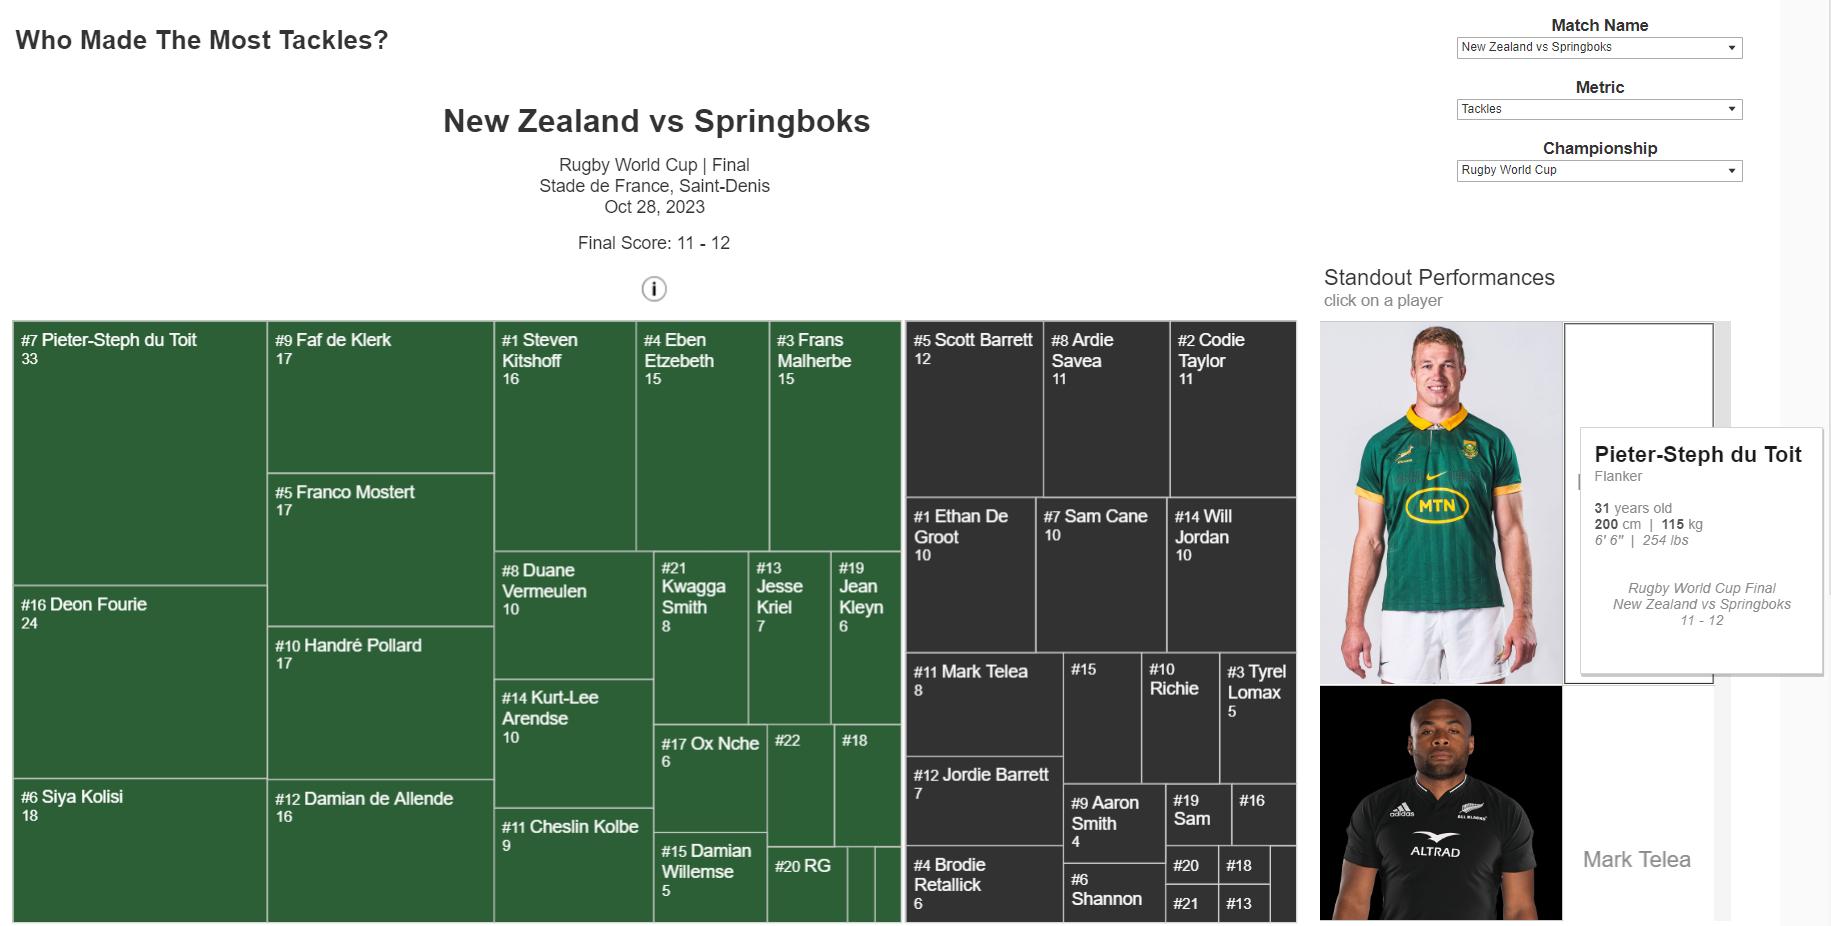 Who Made The Most Tackles?
Match Name
New Zealand vs Springboks
Metric
Tackles
Championship
Rugby World Cup
New Zealand vs Springboks
Rugby World Cup | Final
Stade de France, Saint-Denis
Oct 28, 2023
Final Score: 11 - 12
i
Standout Performances
click on a player
#7 Pieter-Steph du Toit
33
#16 Deon Fourie
24
#6 Siya Kolisi
18
#9 Faf de Klerk
17
#5 Franco Mostert
17
#10 Handré Pollard
17
#12 Damian de Allende
16
#1 Steven
Kitshoff
16
#4 Eben
Etzebeth
15
#3 Frans
Malherbe
15
#8 Duane
Vermeulen
10
#14 Kurt-Lee
Arendse
10
#11 Cheslin Kolbe
9
#21
Kwagga
Smith
8
#13
Jesse
Kriel
7
#19
Jean
Kleyn
6
#17 Ox Nche
6
#15 Damian
Willemse
5
#22
#18
#20 RG
#5 Scott Barrett
12
#8 Ardie
Savea
11
#2 Codie
Taylor
11
#1 Ethan De
Groot
10
#7 Sam Cane
10
#14 Will
Jordan
10
#11 Mark Telea
8
#12 Jordie Barrett
7
#4 Brodie
Retallick
6
#15
#10
Richie
#3 Tyrel
Lomax
5
#9 Aaron
Smith
4
#6
Shannon
#19
Sam
#16
#20
#18
#21
#13
MTN
Pieter-Steph du Toit
Flanker
31 years old
200 cm | 115 kg
6' 6" | 254 lbs
Rugby World Cup Final
New Zealand vs Springboks
11 - 12
adidas
ALL BLACKS
ALTRAD
Mark Telea